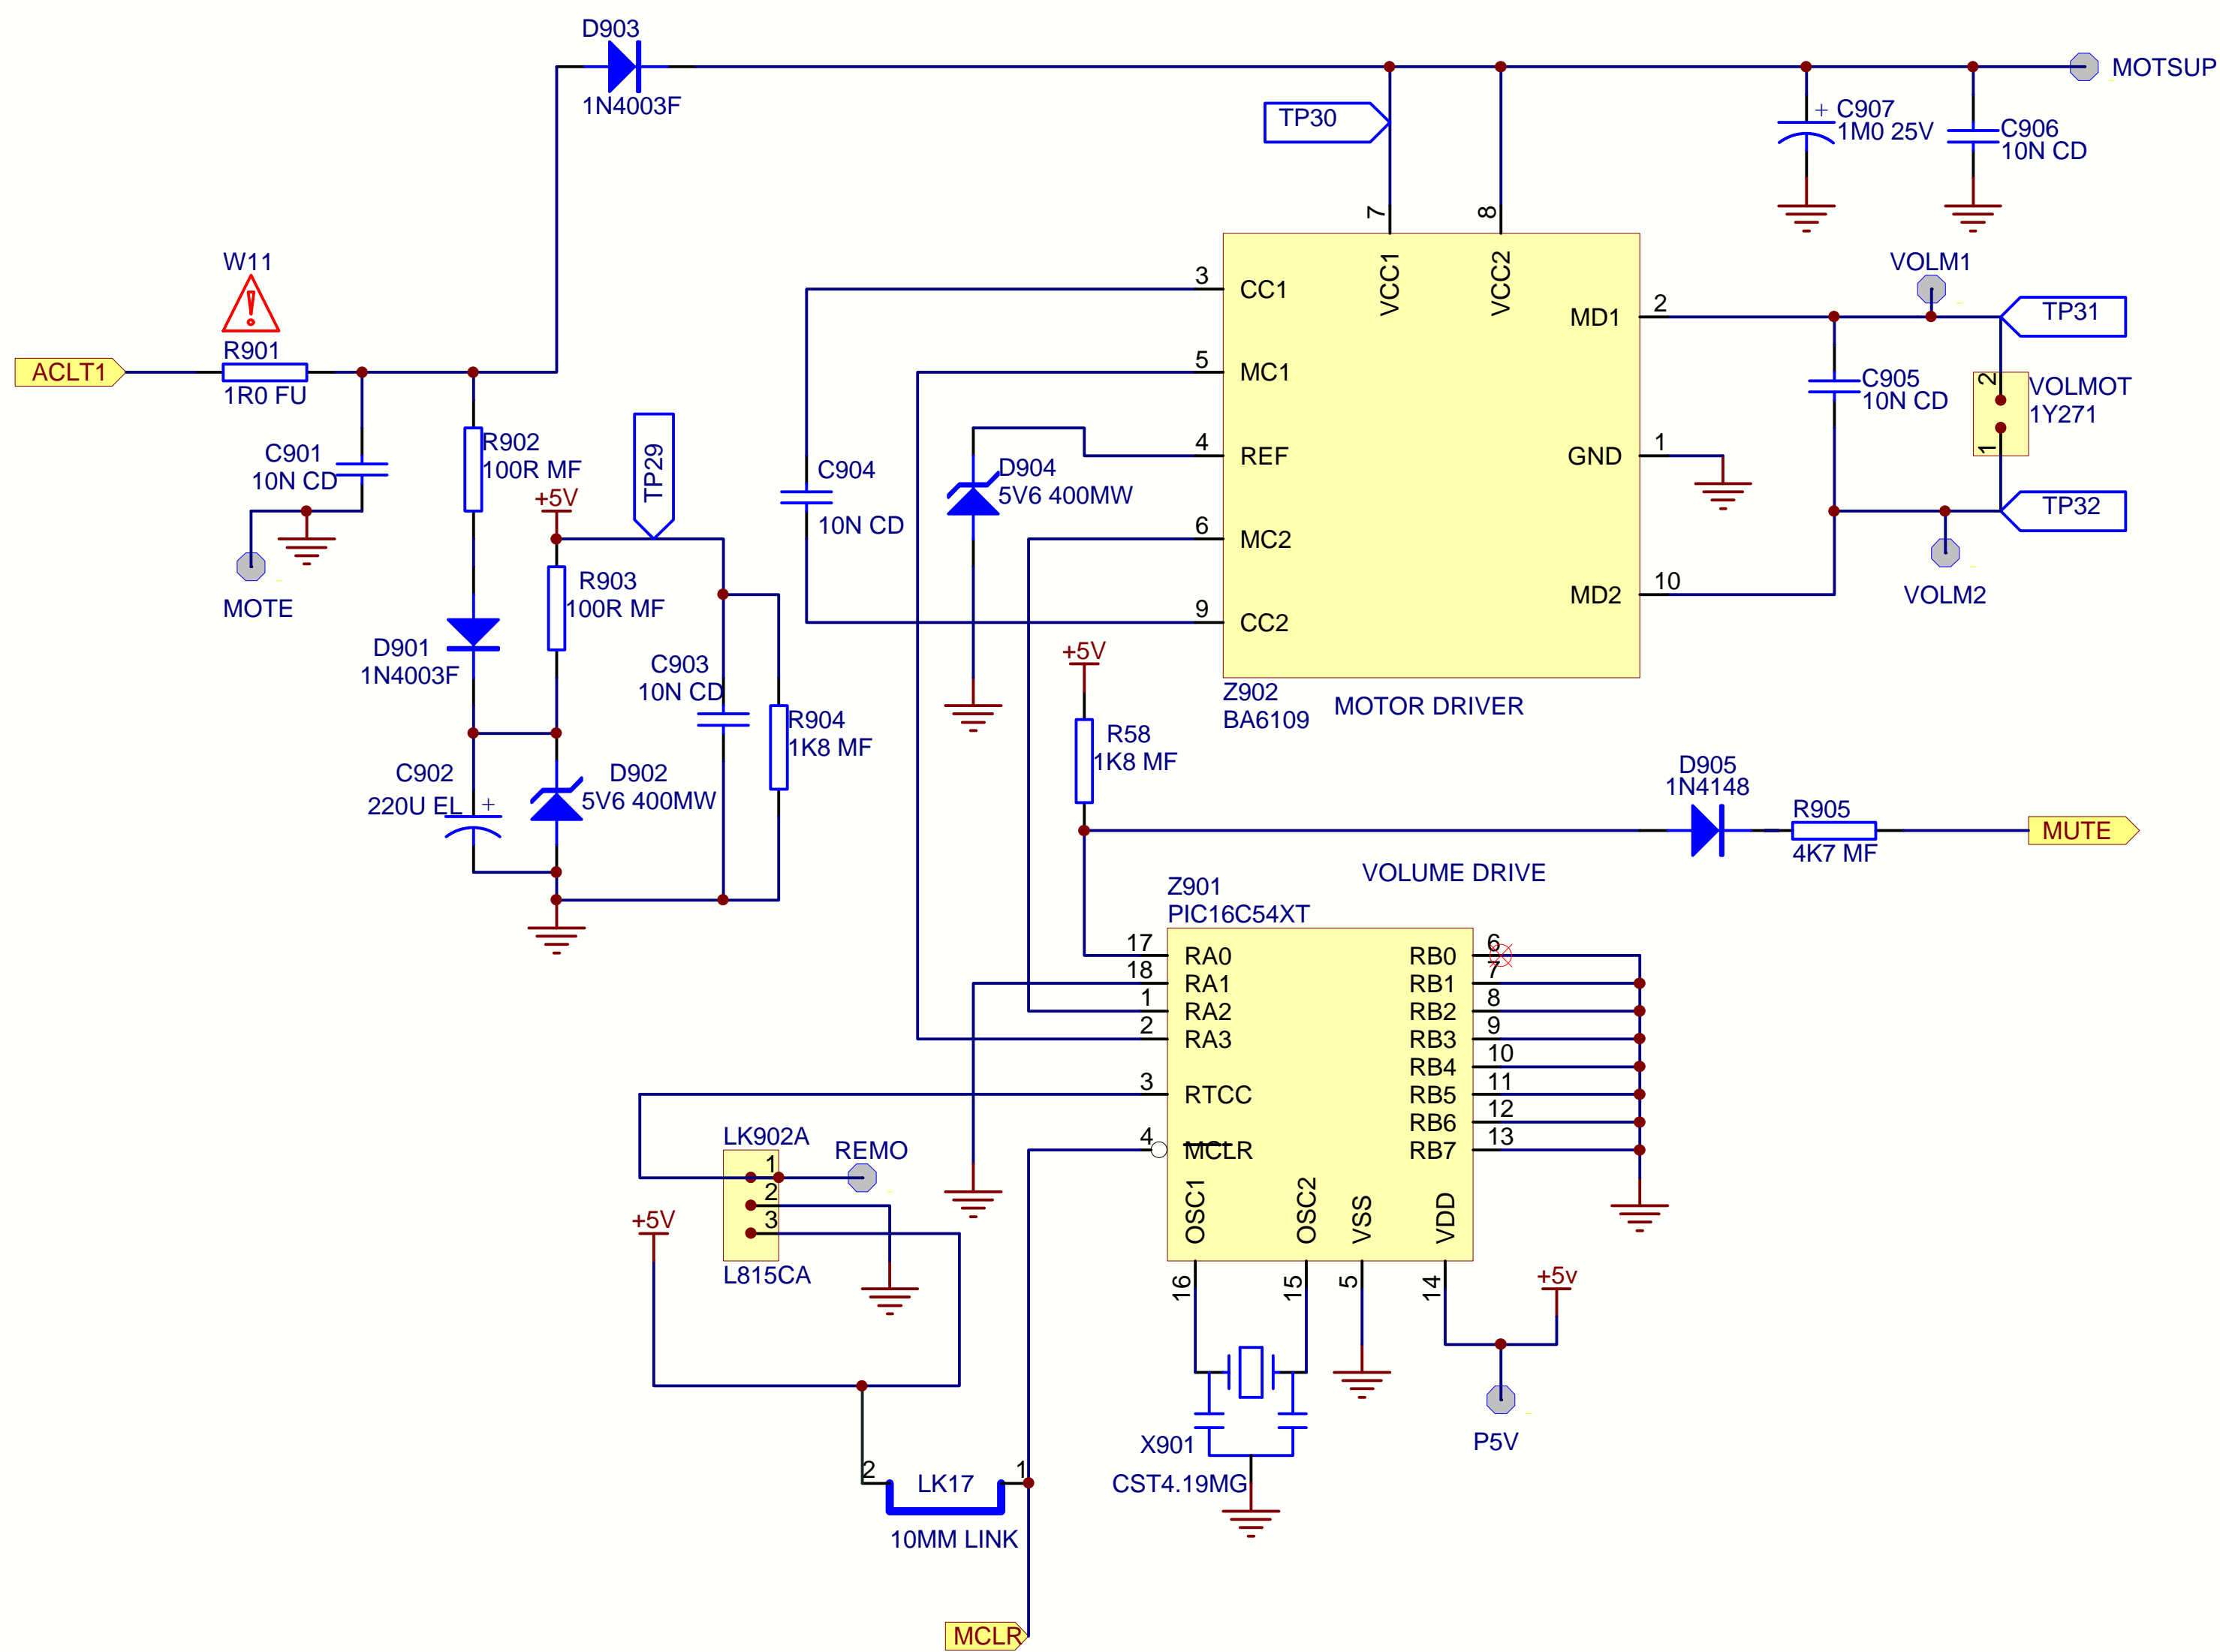 D903
1N4003F
MOTSUP
TP30
+ C907
1M0 25V
C906
10N CD
7
8
VCC1
VCC2
W11
!
R901
1R0 FU
ACLT1
3
CC1
5
MC1
4
REF
6
MC2
9
CC2
MD1
2
GND
1
MD2
10
VOLM1
TP31
C905
10N CD
2
VOLMOT
1Y271
1
TP32
VOLM2
C901
10N CD
MOTE
R902
100R MF
+5V
TP29
R903
100R MF
D901
1N4003F
C902
220U EL +
D902
5V6 400MW
C903
10N CD
R904
1K8 MF
C904
10N CD
D904
5V6 400MW
+5V
R58
1K8 MF
Z902
BA6109
MOTOR DRIVER
D905
1N4148
R905
4K7 MF
MUTE
VOLUME DRIVE
Z901
PIC16C54XT
17
RA0
18
RA1
1
RA2
2
RA3
3
RTCC
4
MCLR
RB0
6
RB1
7
RB2
8
RB3
9
RB4
10
RB5
11
RB6
12
RB7
13
OSC1
OSC2
VSS
VDD
16
15
5
14
LK902A
1
2
3
L815CA
REMO
+5V
+5v
P5V
X901
CST4.19MG
2
LK17
1
10MM LINK
MCLR